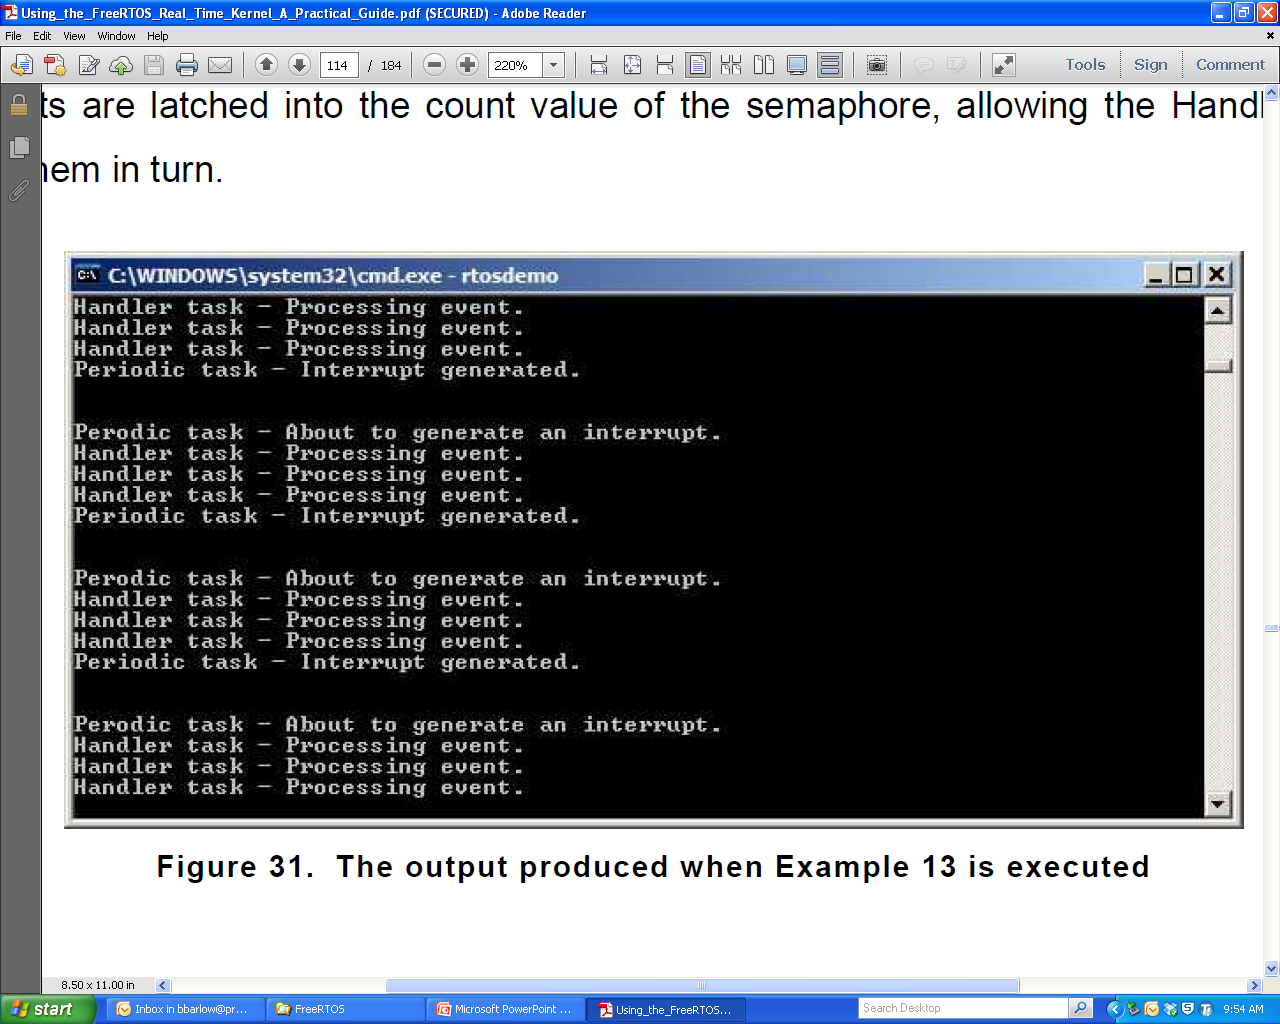 Using_the_FreeRTOS_Real_Time_Kernel_A_Practical_Guide.pdf (SECURED) - Adobe Reader
File Edit View Window Help
114 / 184 220% Tools Sign Comment
ts are latched into the count value of the semaphore, allowing the Handl
hem in turn.
C:\WINDOWS\system32\cmd.exe - rtosdemo
Handler task - Processing event.
Handler task - Processing event.
Handler task - Processing event.
Periodic task - Interrupt generated.
Perodic task - About to generate an interrupt.
Handler task - Processing event.
Handler task - Processing event.
Handler task - Processing event.
Periodic task - Interrupt generated.
Perodic task - About to generate an interrupt.
Handler task - Processing event.
Handler task - Processing event.
Handler task - Processing event.
Periodic task - Interrupt generated.
Perodic task - About to generate an interrupt.
Handler task - Processing event.
Handler task - Processing event.
Handler task - Processing event.
Figure 31. The output produced when Example 13 is executed
8.50 x 11.00 in
start Inbox in bbarlow@pr... FreeRTOS Microsoft PowerPoint ... Using_the_FreeRTOS... Search Desktop 9:54 AM